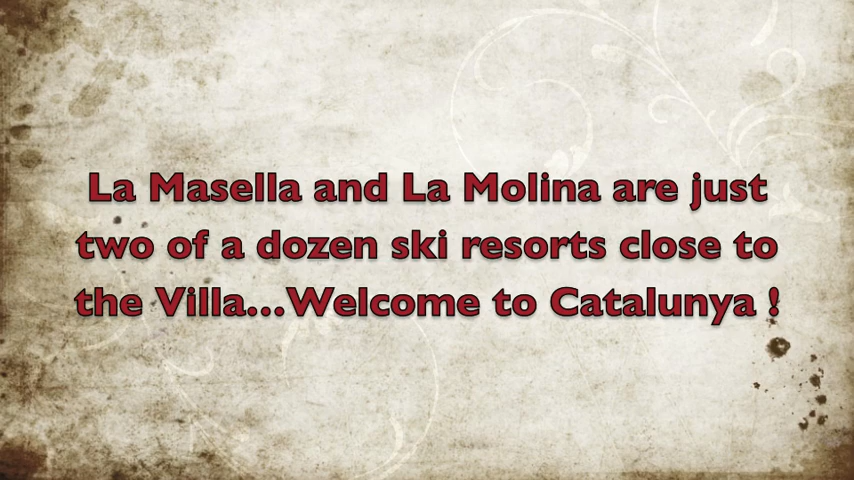 La Masella and La Molina are just
two of a dozen ski resorts close to
the Villa...Welcome to Catalunya !